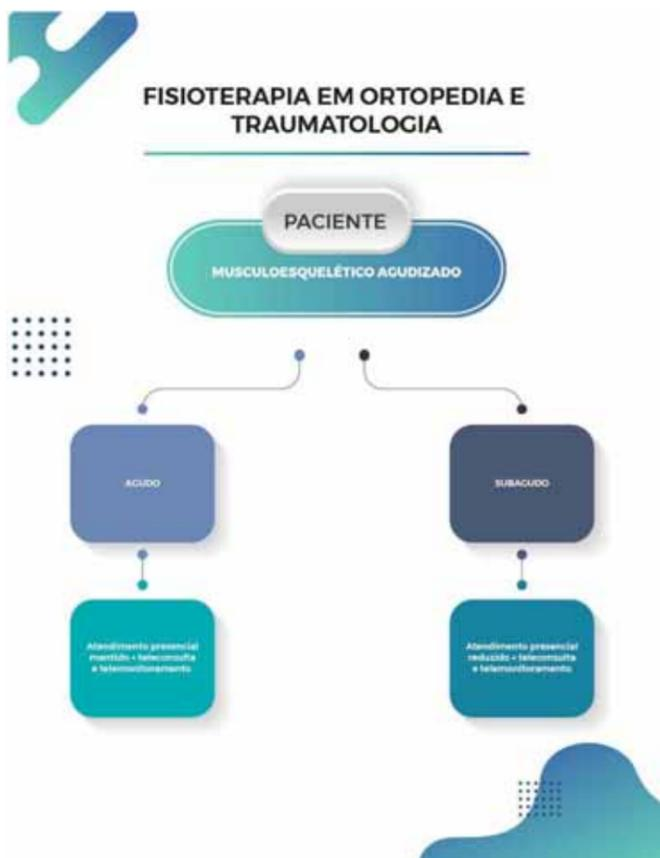 FISIOTERAPIA EM ORTOPEDIA E
TRAUMATOLOGIA
PACIENTE
MUSCULOESQUELÉTICO AGUDIZADO
AGUDO
SUBAGUDO
Atendimento presencial
mantido + teleconsulta
e telemonitoramento
Atendimento presencial
reduzido + teleconsulta
e telemonitoramento